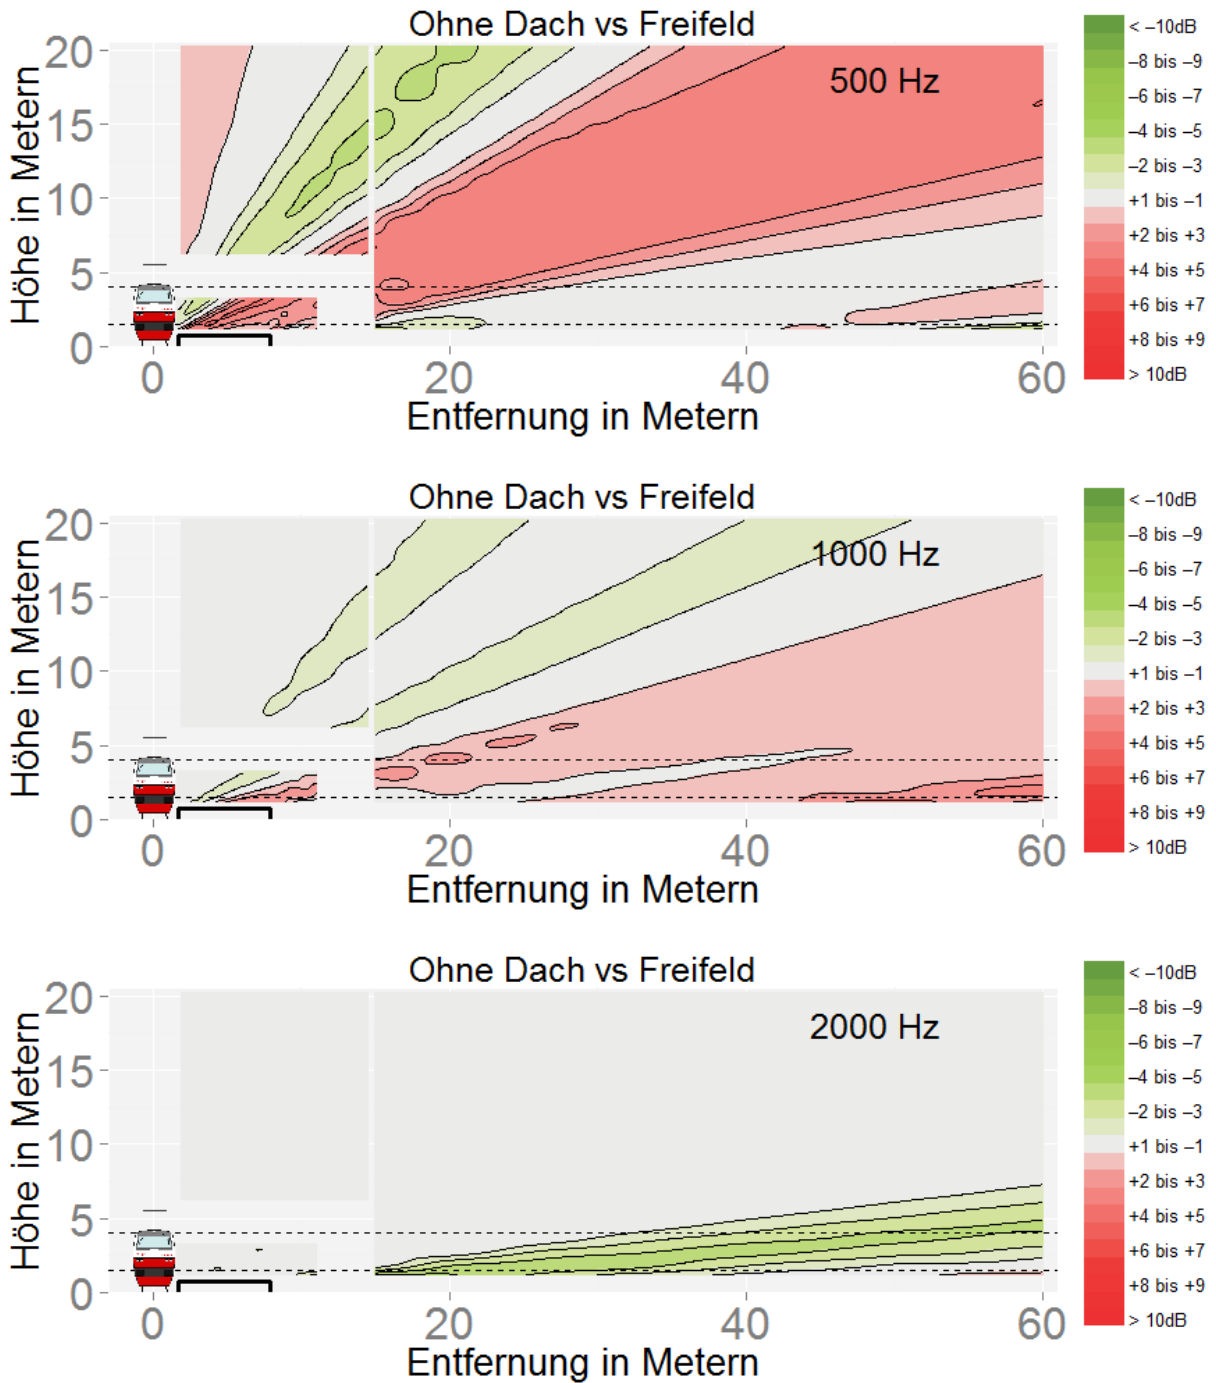 Ohne Dach vs Freifeld
500 Hz
Höhe in Metern
20
15
10
5
0
0 20 40 60
Entfernung in Metern
< –10dB
–8 bis –9
–6 bis –7
–4 bis –5
–2 bis –3
+1 bis –1
+2 bis +3
+4 bis +5
+6 bis +7
+8 bis +9
> 10dB
Ohne Dach vs Freifeld
1000 Hz
Höhe in Metern
20
15
10
5
0
0 20 40 60
Entfernung in Metern
< –10dB
–8 bis –9
–6 bis –7
–4 bis –5
–2 bis –3
+1 bis –1
+2 bis +3
+4 bis +5
+6 bis +7
+8 bis +9
> 10dB
Ohne Dach vs Freifeld
2000 Hz
Höhe in Metern
20
15
10
5
0
0 20 40 60
Entfernung in Metern
< –10dB
–8 bis –9
–6 bis –7
–4 bis –5
–2 bis –3
+1 bis –1
+2 bis +3
+4 bis +5
+6 bis +7
+8 bis +9
> 10dB